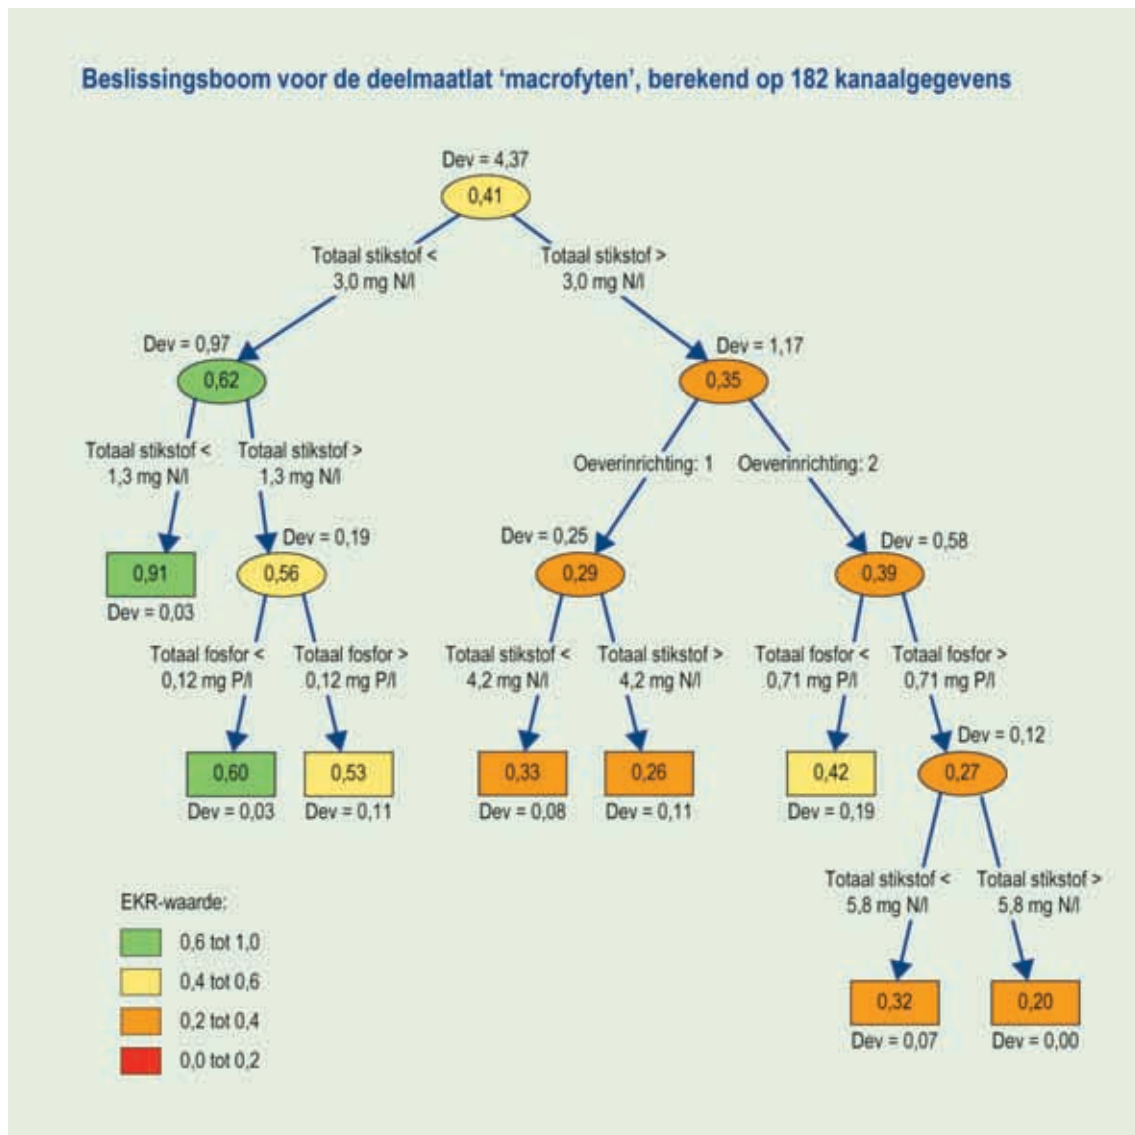 Beslissingsboom voor de deelmaatlat ‘macrofyten’, berekend op 182 kanaalgegevens
Dev = 4,37
0,41
Totaal stikstof <
3,0 mg N/l
Totaal stikstof >
3,0 mg N/l
Dev = 0,97
0,62
Dev = 1,17
0,35
Totaal stikstof <
1,3 mg N/l
Totaal stikstof >
1,3 mg N/l
Oeverinrichting: 1
Oeverinrichting: 2
0,91
Dev = 0,03
Dev = 0,19
0,56
Dev = 0,25
0,29
Dev = 0,58
0,39
Totaal fosfor <
0,12 mg P/l
Totaal fosfor >
0,12 mg P/l
Totaal stikstof <
4,2 mg N/l
Totaal stikstof >
4,2 mg N/l
Totaal fosfor <
0,71 mg P/l
Totaal fosfor >
0,71 mg P/l
0,60
Dev = 0,03
0,53
Dev = 0,11
0,33
Dev = 0,08
0,26
Dev = 0,11
0,42
Dev = 0,19
Dev = 0,12
0,27
Totaal stikstof <
5,8 mg N/l
Totaal stikstof >
5,8 mg N/l
0,32
Dev = 0,07
0,20
Dev = 0,00
EKR-waarde:
0,6 tot 1,0
0,4 tot 0,6
0,2 tot 0,4
0,0 tot 0,2